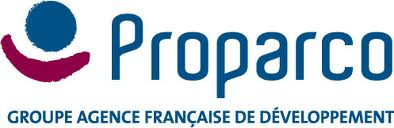 Proparco
GROUPE AGENCE FRANÇAISE DE DÉVELOPPEMENT